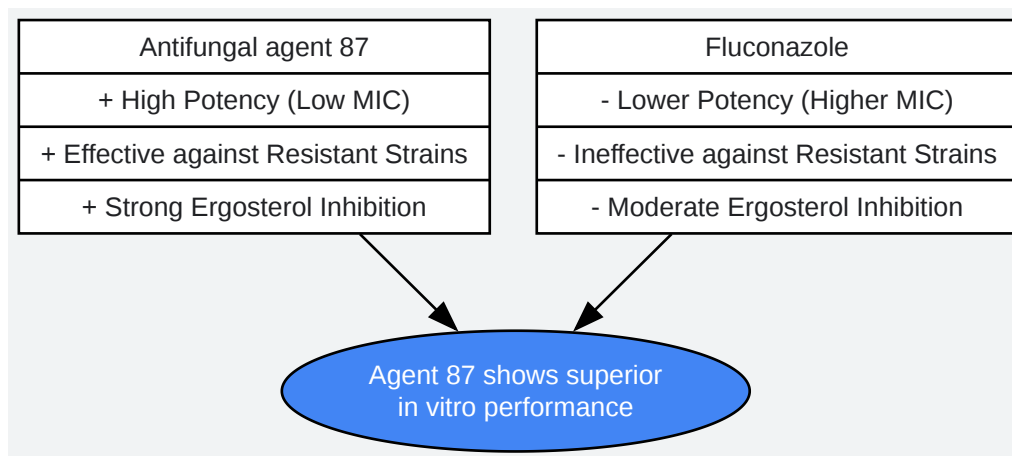 Antifungal agent 87
+ High Potency (Low MIC)
+ Effective against Resistant Strains
+ Strong Ergosterol Inhibition
Fluconazole
- Lower Potency (Higher MIC)
- Ineffective against Resistant Strains
- Moderate Ergosterol Inhibition
Agent 87 shows superior
in vitro performance